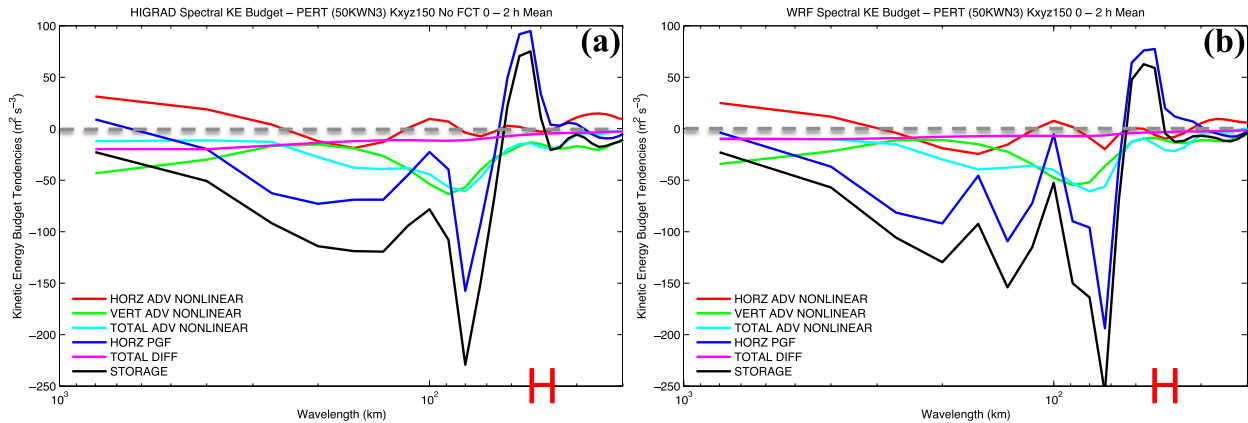 HIGRAD Spectral KE Budget – PERT (50KWN3) Kxyz150 No FCT 0 – 2 h Mean
(a)
Kinetic Energy Budget Tendencies (m² s⁻³)
100
50
0
−50
−100
−150
−200
−250
HORZ ADV NONLINEAR
VERT ADV NONLINEAR
TOTAL ADV NONLINEAR
HORZ PGF
TOTAL DIFF
STORAGE
10³
10²
Wavelength (km)
WRF Spectral KE Budget – PERT (50KWN3) Kxyz150 0 – 2 h Mean
(b)
Kinetic Energy Budget Tendencies (m² s⁻³)
100
50
0
−50
−100
−150
−200
−250
HORZ ADV NONLINEAR
VERT ADV NONLINEAR
TOTAL ADV NONLINEAR
HORZ PGF
TOTAL DIFF
STORAGE
10³
10²
Wavelength (km)